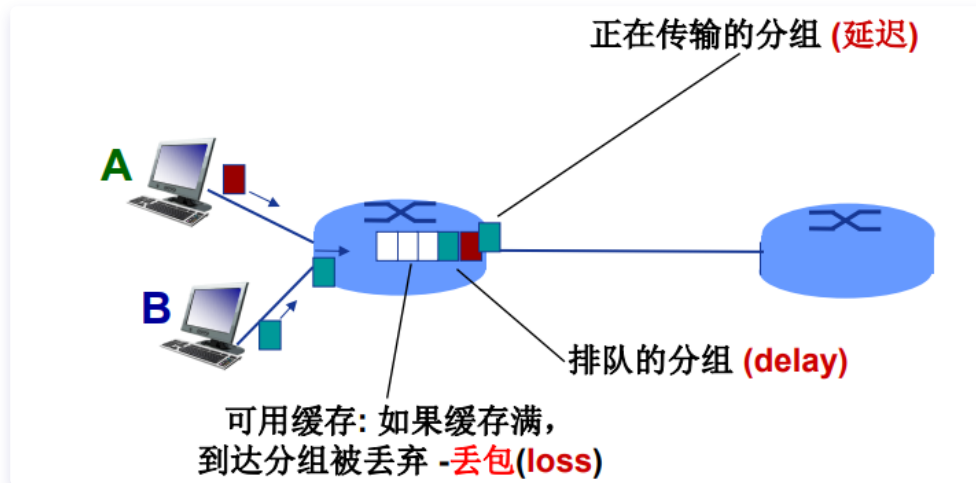 正在传输的分组 (延迟)
A
B
排队的分组 (delay)
可用缓存: 如果缓存满,
到达分组被丢弃 -丢包(loss)